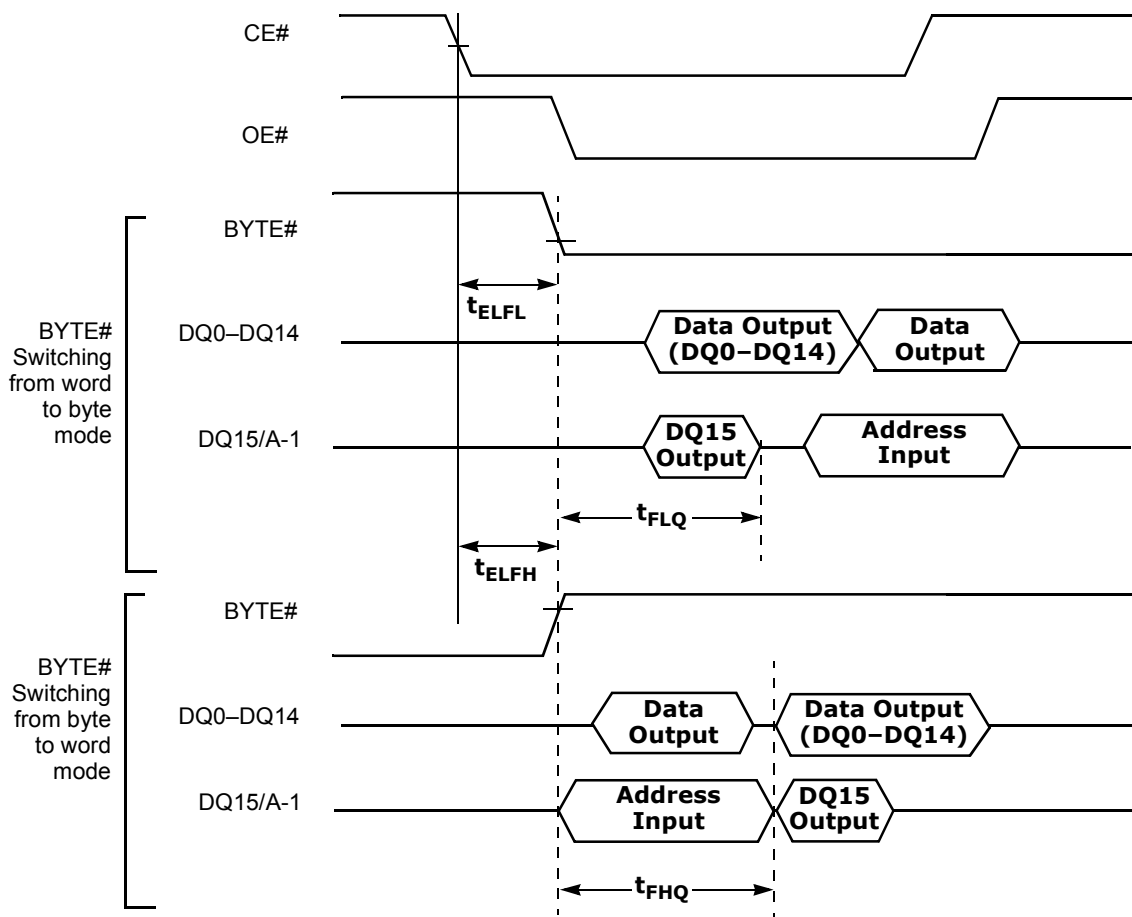 CE#
OE#
BYTE#
tELFL
BYTE#
Switching
from word
to byte
mode
DQ0–DQ14
Data Output
(DQ0–DQ14)
Data
Output
DQ15/A-1
DQ15
Output
Address
Input
tFLQ
tELFH
BYTE#
BYTE#
Switching
from byte
to word
mode
DQ0–DQ14
Data
Output
Data Output
(DQ0–DQ14)
DQ15/A-1
Address
Input
DQ15
Output
tFHQ